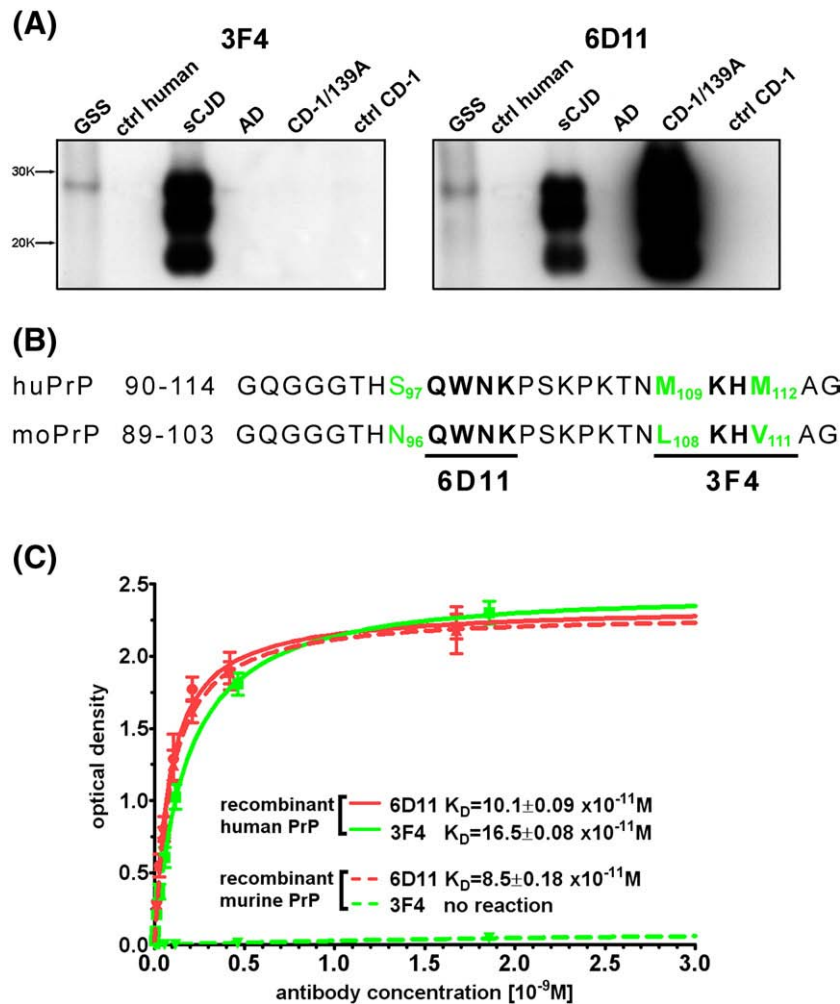 (A)
3F4
6D11
GSS
ctrl human
sCJD
AD
CD-1/139A
ctrl CD-1
GSS
ctrl human
sCJD
AD
CD-1/139A
ctrl CD-1
30K
20K
(B)
huPrP 90-114 GQGGGTHS97QWNKPSKPKTNM109 KHM112AG
moPrP 89-103 GQGGGTHN96QWNKPSKPKTNL108 KHV111AG
6D11 3F4
(C)
2.5
2.0
1.5
1.0
0.5
0.0
optical density
recombinant human PrP
6D11 KD=10.1±0.09 x10-11M
3F4 KD=16.5±0.08 x10-11M
recombinant murine PrP
6D11 KD=8.5±0.18 x10-11M
3F4 no reaction
0.0 0.5 1.0 1.5 2.0 2.5 3.0
antibody concentration [10-9M]